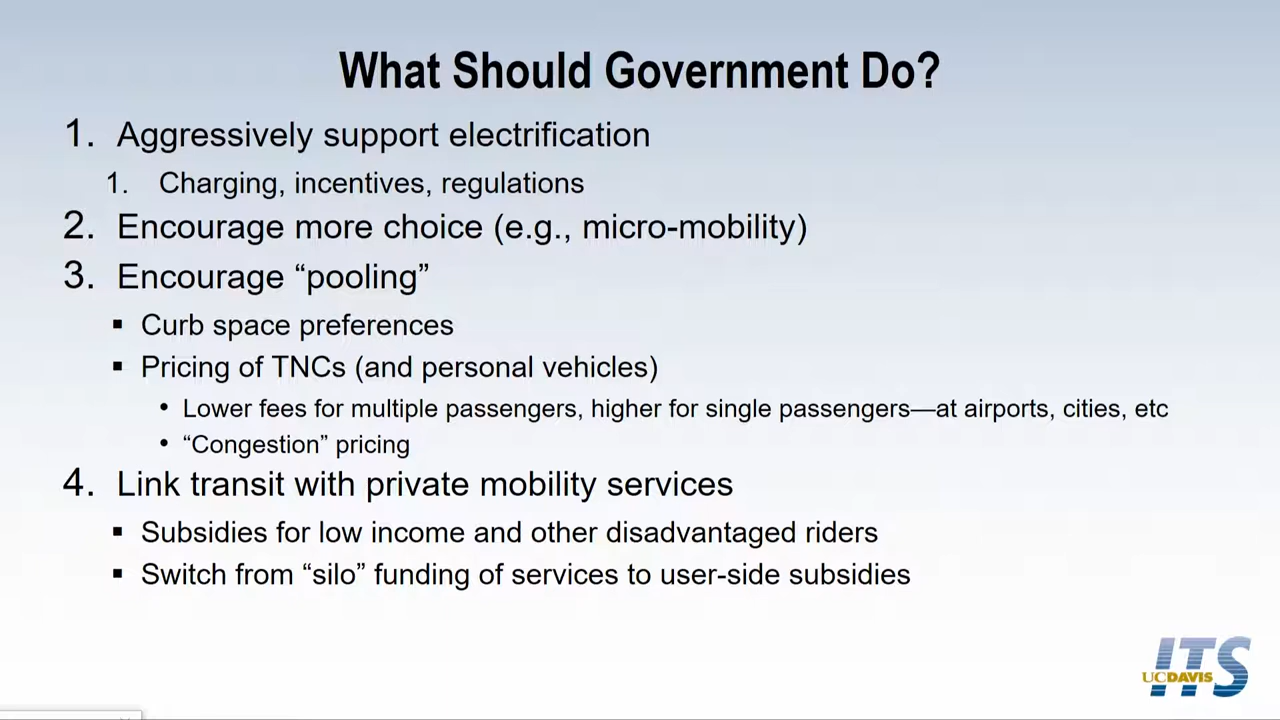 What Should Government Do?
1. Aggressively support electrification
1. Charging, incentives, regulations
2. Encourage more choice (e.g., micro-mobility)
3. Encourage “pooling”
▪ Curb space preferences
▪ Pricing of TNCs (and personal vehicles)
• Lower fees for multiple passengers, higher for single passengers—at airports, cities, etc
• “Congestion” pricing
4. Link transit with private mobility services
▪ Subsidies for low income and other disadvantaged riders
▪ Switch from “silo” funding of services to user-side subsidies
ITS
UCDAVIS